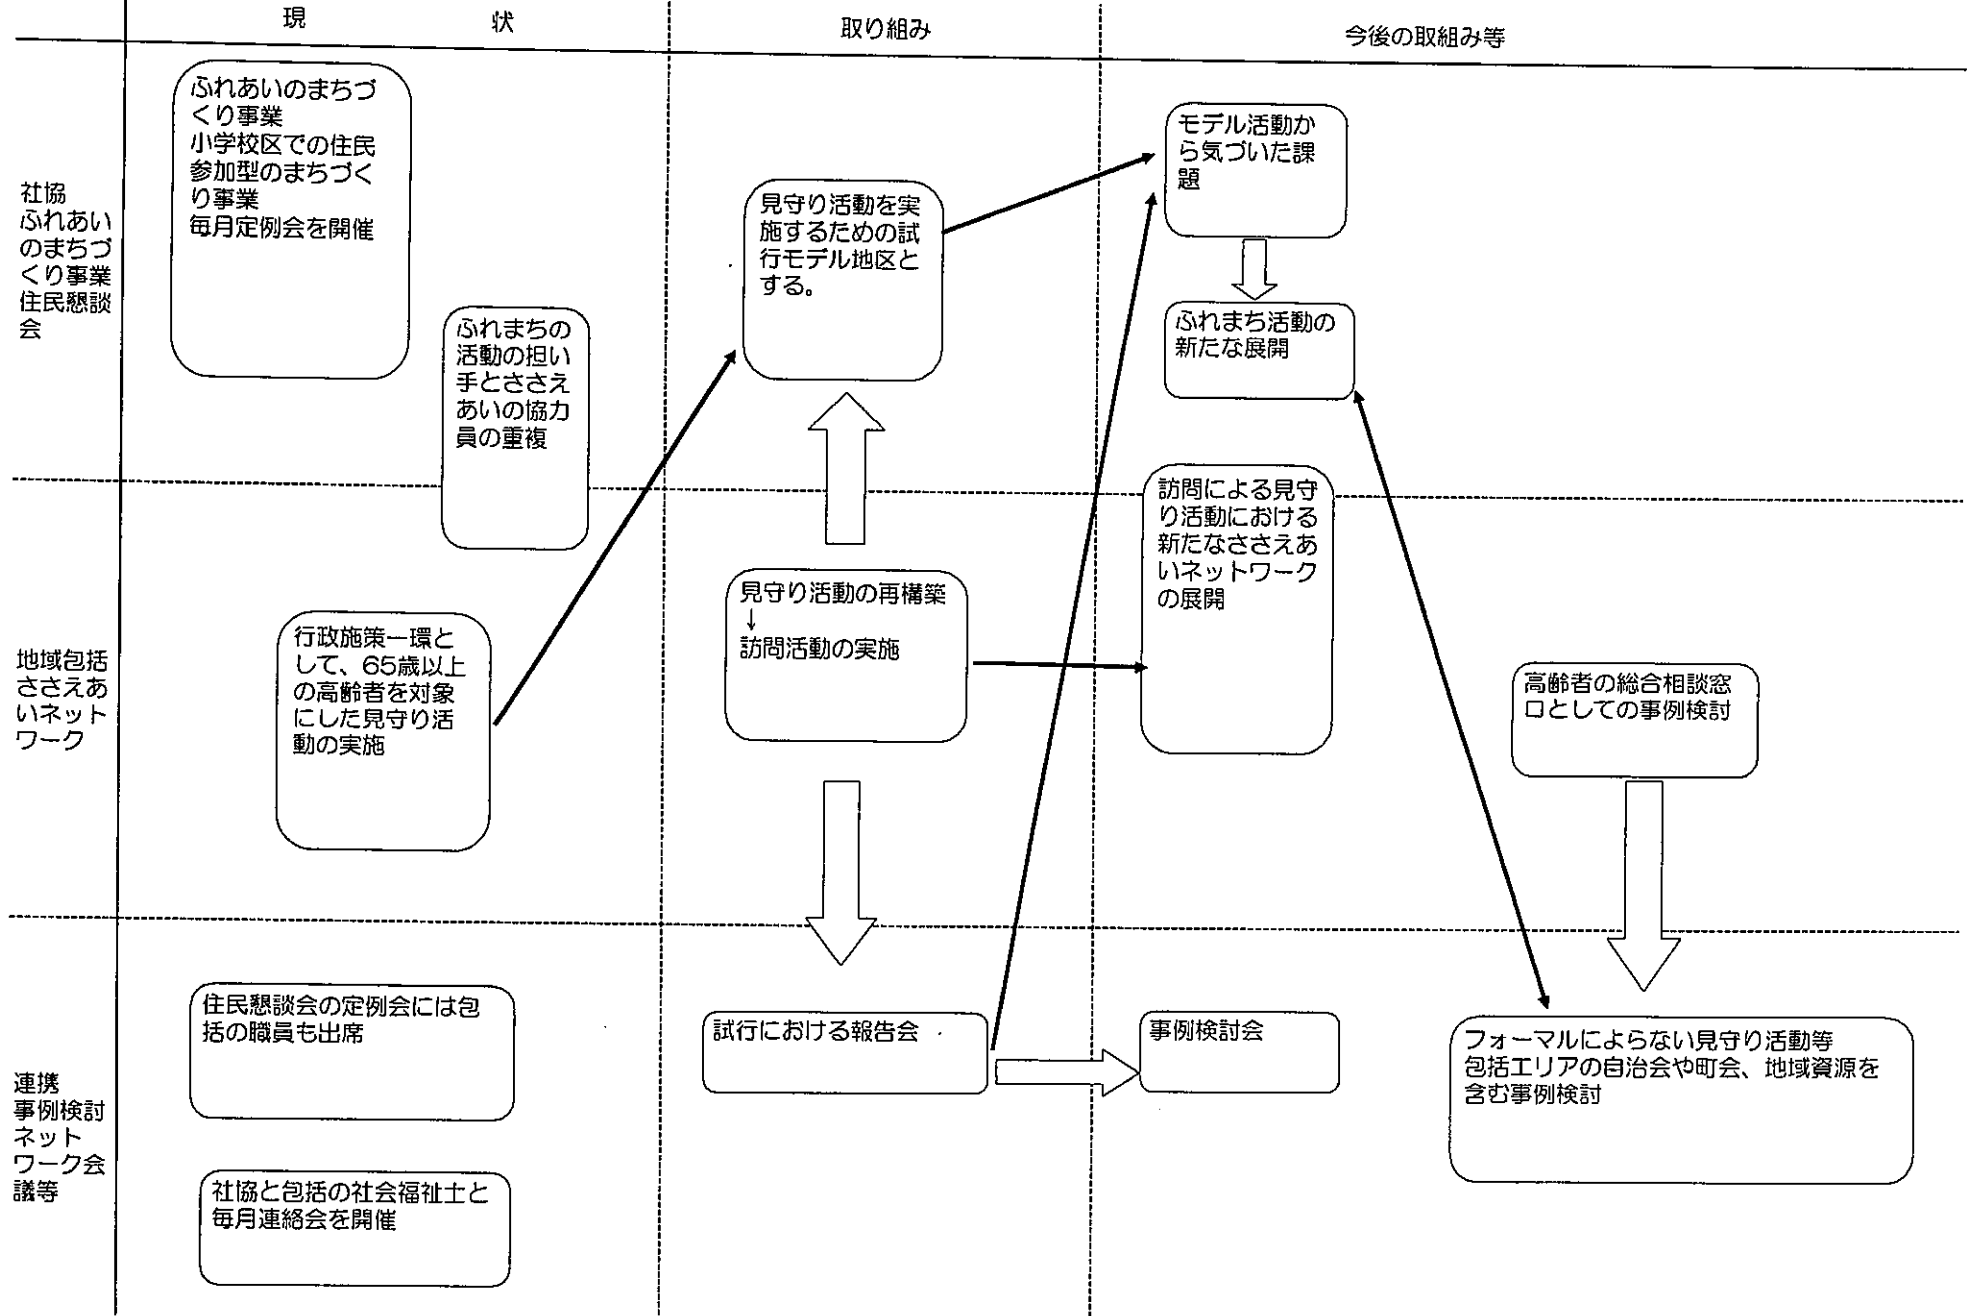 現　状
取り組み
今後の取組み等
社協
ふれあい
のまちづ
くり事業
住民懇談
会
ふれあいのまちづ
くり事業
小学校区での住民
参加型のまちづく
り事業
毎月定例会を開催
ふれまちの
活動の担い
手とささえ
あいの協力
員の重複
見守り活動を実
施するための試
行モデル地区と
する。
モデル活動か
ら気づいた課
題
ふれまち活動の
新たな展開
地域包括
ささえあ
いネット
ワーク
行政施策一環と
して、65歳以上
の高齢者を対象
にした見守り活
動の実施
見守り活動の再構築
↓
訪問活動の実施
訪問による見守
り活動における
新たなささえあ
いネットワーク
の展開
高齢者の総合相談窓
口としての事例検討
連携
事例検討
ネット
ワーク会
議等
住民懇談会の定例会には包
括の職員も出席
社協と包括の社会福祉士と
毎月連絡会を開催
試行における報告会
事例検討会
フォーマルによらない見守り活動等
包括エリアの自治会や町会、地域資源を
含む事例検討